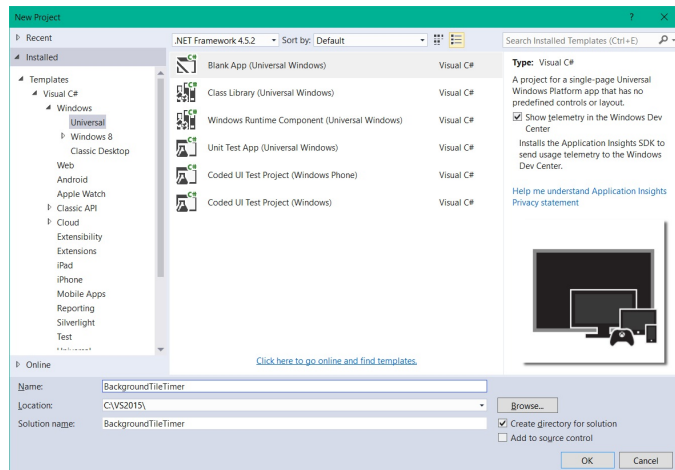 New Project
? ×
Recent
.NET Framework 4.5.2 Sort by: Default
Search Installed Templates (Ctrl+E)
Installed
Templates
Visual C#
Windows
Universal
Windows 8
Classic Desktop
Web
Android
Apple Watch
Classic API
Cloud
Extensibility
Extensions
iPad
iPhone
Mobile Apps
Reporting
Silverlight
Test
Online
C# Blank App (Universal Windows) Visual C#
C# Class Library (Universal Windows) Visual C#
C# Windows Runtime Component (Universal Windows) Visual C#
C# Unit Test App (Universal Windows) Visual C#
C# Coded UI Test Project (Windows Phone) Visual C#
C# Coded UI Test Project (Windows) Visual C#
Click here to go online and find templates.
Type: Visual C#
A project for a single-page Universal
Windows Platform app that has no
predefined controls or layout.
Show telemetry in the Windows Dev
Center
Installs the Application Insights SDK to
send usage telemetry to the Windows
Dev Center.
Help me understand Application Insights
Privacy statement
Name: BackgroundTileTimer
Location: C:\VS2015\
Browse...
Solution name: BackgroundTileTimer
Create directory for solution
Add to source control
OK Cancel